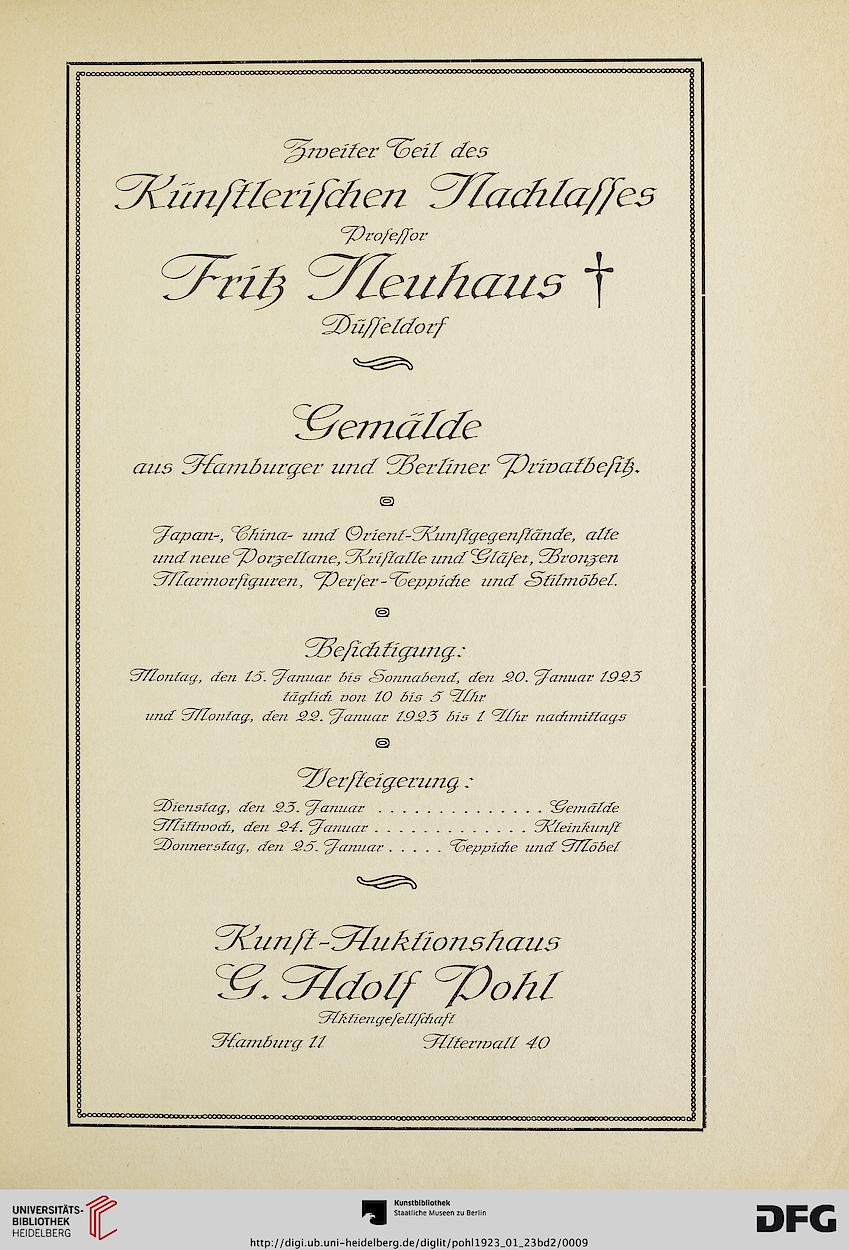 Zweiter Teil des
Künſtleriſchen Nachlaſſes
Profeſſor
Fritz Neuhaus †
Düſſeldorf
Gemälde
aus Hamburger und Berliner Privatbeſitz.
Japan-, China- und Orient-Kunſtgegenſtände, alte
und neue Porzellane, Kriſtalle und Gläſer, Bronzen
Marmorfiguren, Perſer-Teppiche und Stilmöbel.
Beſichtigung:
Montag, den 15. Januar bis Sonnabend, den 20. Januar 1923
täglich von 10 bis 5 Uhr
und Montag, den 22. Januar 1923 bis 1 Uhr nachmittags
Verſteigerung:
Dienstag, den 23. Januar . . . . . . . . . . . . . . Gemälde
Mittwoch, den 24. Januar . . . . . . . . . . . . . Kleinkunſt
Donnerstag, den 25. Januar . . . . . Teppiche und Möbel
Kunſt-Auktionshaus
G. Adolf Pohl
Aktiengeſellſchaft
Hamburg 11 Alterwall 40
UNIVERSITÄTS-
BIBLIOTHEK
HEIDELBERG
Kunstbibliothek
Staatliche Museen zu Berlin
DFG
http://digi.ub.uni-heidelberg.de/diglit/pohl1923_01_23bd2/0009